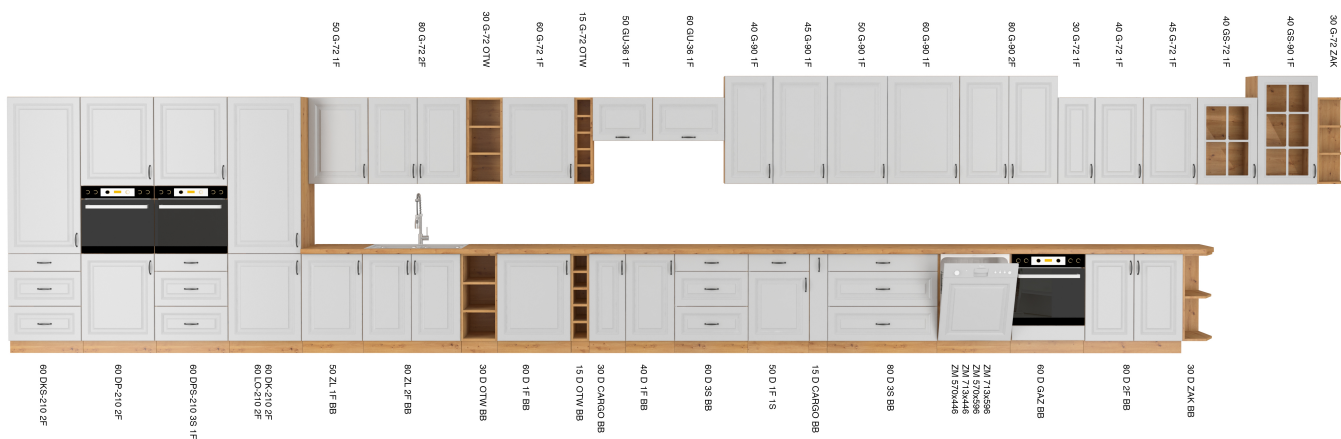 50 G-72 1F
80 G-72 2F
30 G-72 OTW
60 G-72 1F
15 G-72 OTW
50 GU-36 1F
60 GU-36 1F
40 G-90 1F
45 G-90 1F
50 G-90 1F
60 G-90 1F
80 G-90 2F
30 G-72 1F
40 G-72 1F
45 G-72 1F
40 GS-72 1F
40 GS-90 1F
30 G-72 ZAK
60 DKS-210 2F
60 DP-210 2F
60 DPS-210 3S 1F
60 DK-210 2F
60 LO-210 2F
50 ZL 1F BB
80 ZL 2F BB
30 D OTW BB
60 D 1F BB
15 D OTW BB
30 D CARGO BB
40 D 1F BB
60 D 3S BB
50 D 1F 1S
15 D CARGO BB
80 D 3S BB
ZM 713x596
ZM 570x596
ZM 713x446
ZM 570x446
60 D GAZ BB
80 D 2F BB
30 D ZAK BB